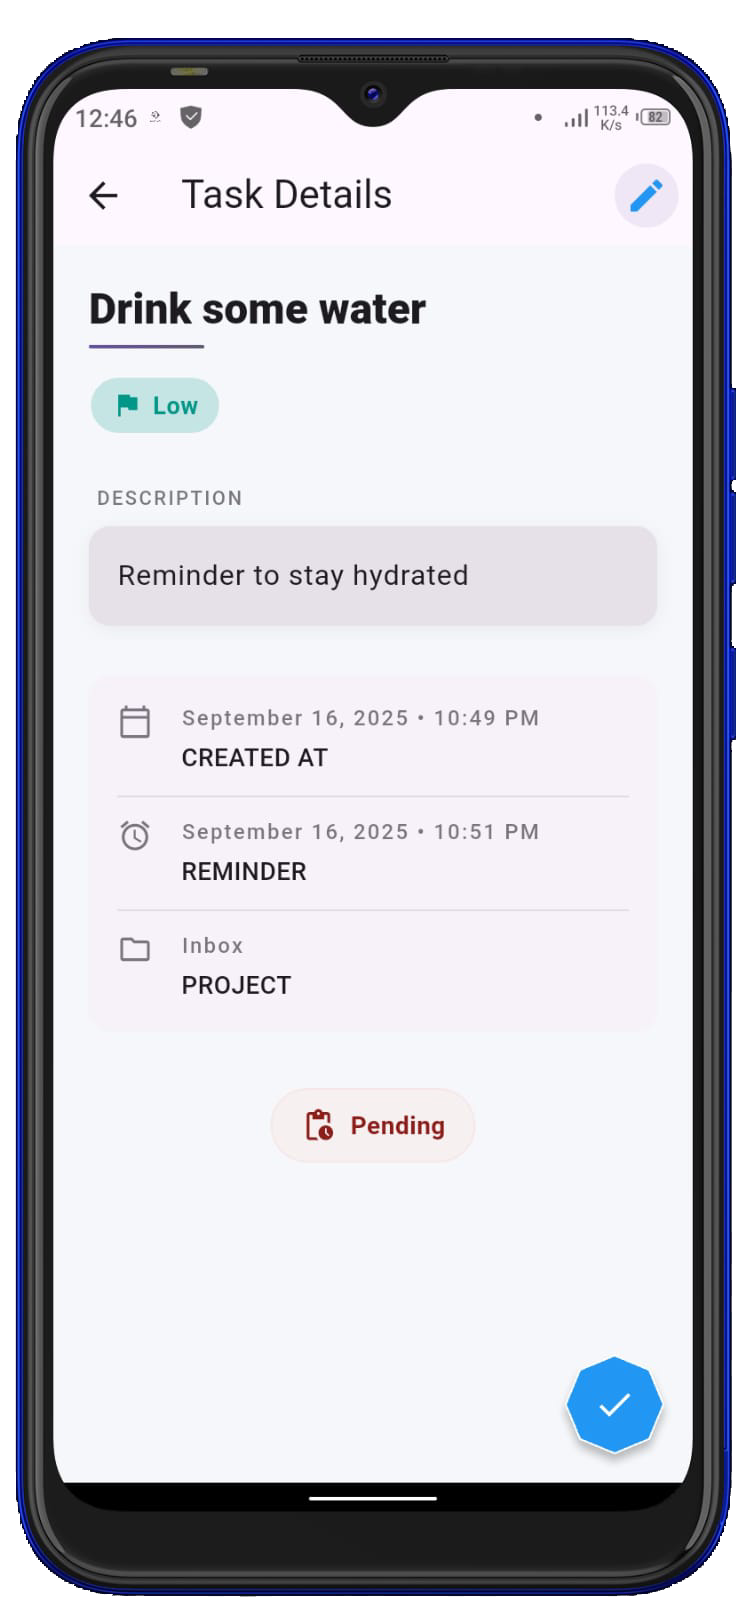 12:46
113.4
K/s
82
Task Details
Drink some water
Low
DESCRIPTION
Reminder to stay hydrated
September 16, 2025 • 10:49 PM
CREATED AT
September 16, 2025 • 10:51 PM
REMINDER
Inbox
PROJECT
Pending